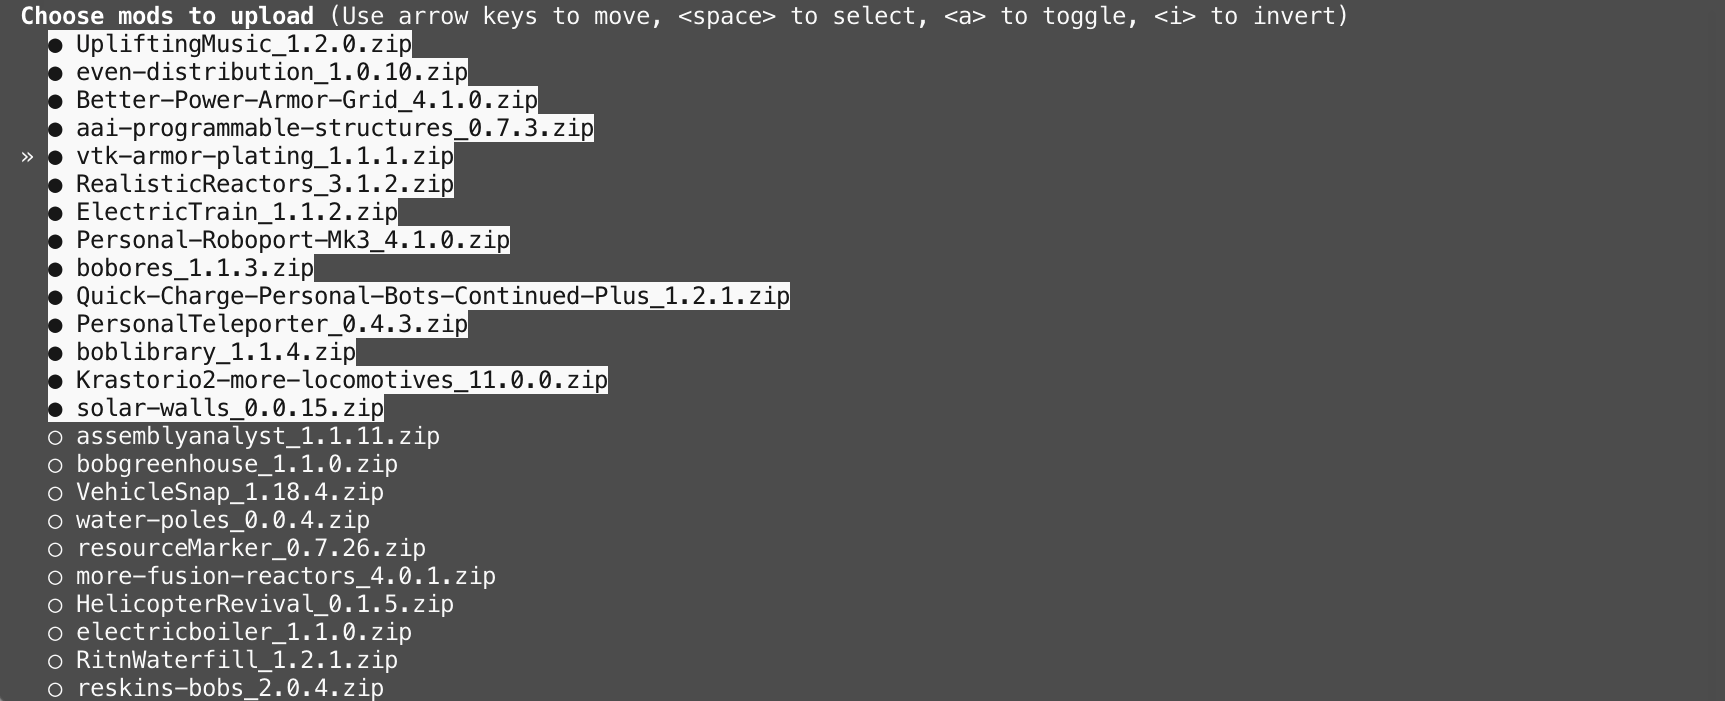 Choose mods to upload (Use arrow keys to move, <space> to select, <a> to toggle, <i> to invert)
● UpliftingMusic_1.2.0.zip
● even-distribution_1.0.10.zip
● Better-Power-Armor-Grid_4.1.0.zip
● aai-programmable-structures_0.7.3.zip
» ● vtk-armor-plating_1.1.1.zip
● RealisticReactors_3.1.2.zip
● ElectricTrain_1.1.2.zip
● Personal-Roboport-Mk3_4.1.0.zip
● bobores_1.1.3.zip
● Quick-Charge-Personal-Bots-Continued-Plus_1.2.1.zip
● PersonalTeleporter_0.4.3.zip
● boblibrary_1.1.4.zip
● Krastorio2-more-locomotives_11.0.0.zip
● solar-walls_0.0.15.zip
○ assemblyanalyst_1.1.11.zip
○ bobgreenhouse_1.1.0.zip
○ VehicleSnap_1.18.4.zip
○ water-poles_0.0.4.zip
○ resourceMarker_0.7.26.zip
○ more-fusion-reactors_4.0.1.zip
○ HelicopterRevival_0.1.5.zip
○ electricboiler_1.1.0.zip
○ RitnWaterfill_1.2.1.zip
○ reskins-bobs_2.0.4.zip